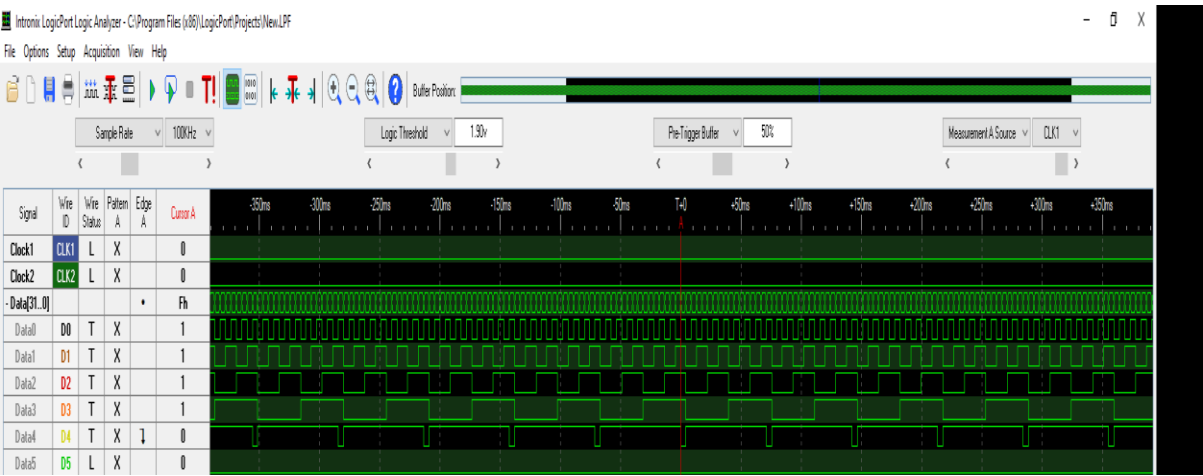 Intronix LogicPort Logic Analyzer - C:\Program Files (x86)\LogicPort\Projects\New.LPF
File Options Setup Acquisition View Help
T! 1010 0101 T ? Buffer Position:
Sample Rate 100KHz Logic Threshold 1.90v Pre-Trigger Buffer 50% Measurement A Source CLK1
Signal Wire ID Wire Status Pattern A Edge A Cursor A -350ms -300ms -250ms -200ms -150ms -100ms -50ms T+0 +50ms +100ms +150ms +200ms +250ms +300ms +350ms
A
Clock1 CLK1 L X 0
Clock2 CLK2 L X 0
- Data[31..0] Fh
Data0 D0 T X 1
Data1 D1 T X 1
Data2 D2 T X 1
Data3 D3 T X 1
Data4 D4 T X 0
Data5 D5 L X 0